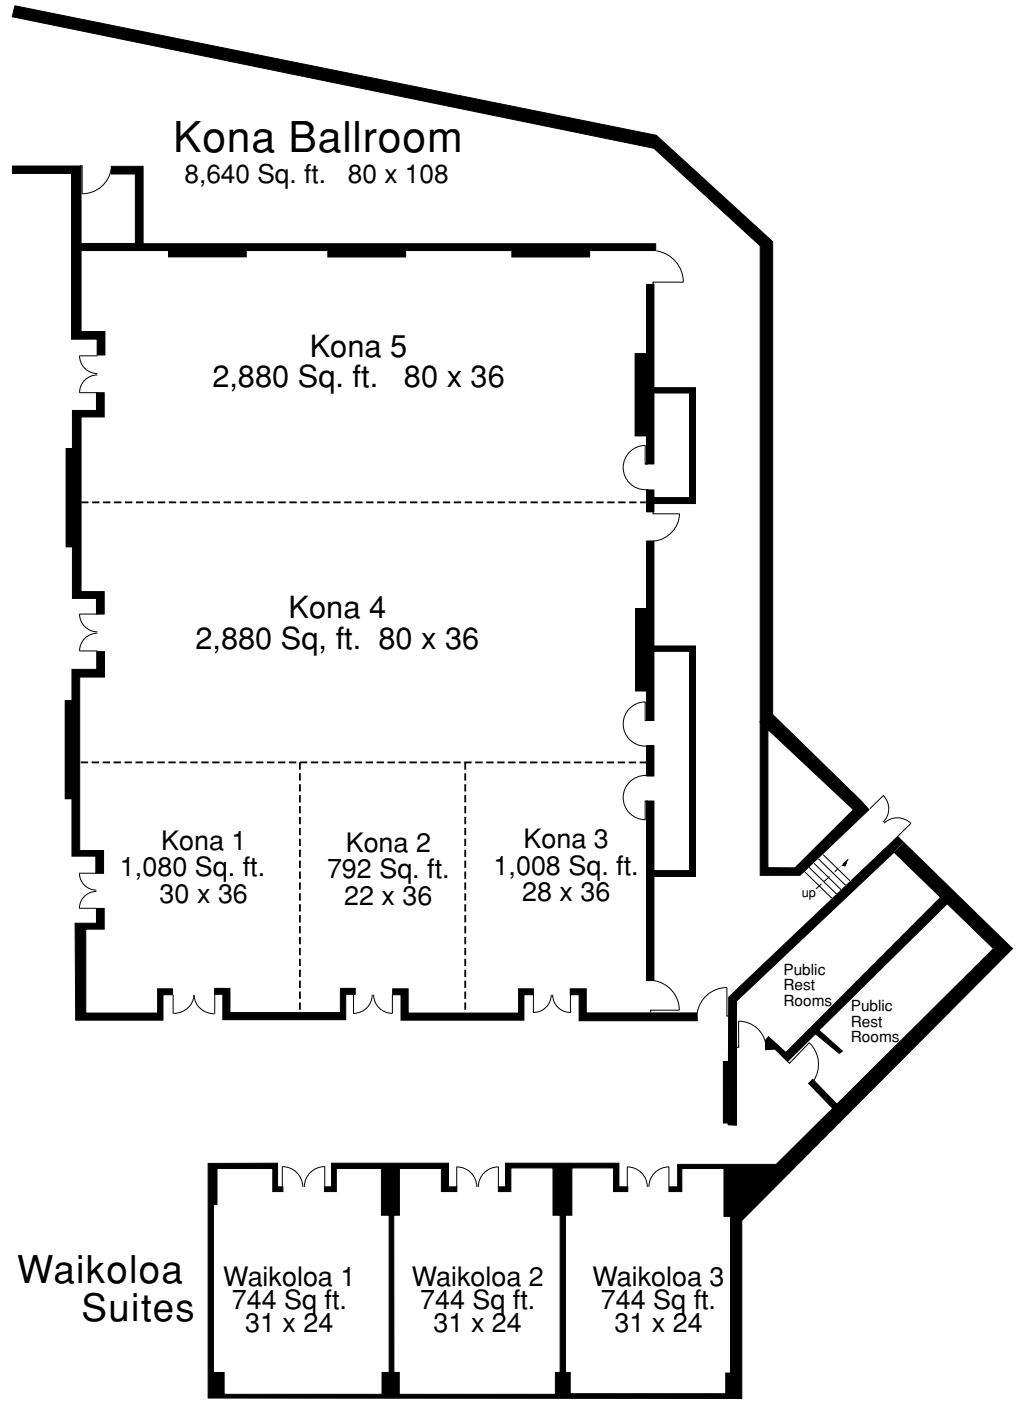 Kona Ballroom
8,640 Sq. ft. 80 x 108
Kona 5
2,880 Sq. ft. 80 x 36
Kona 4
2,880 Sq, ft. 80 x 36
Kona 1
1,080 Sq. ft.
30 x 36
Kona 2
792 Sq. ft.
22 x 36
Kona 3
1,008 Sq. ft.
28 x 36
up
Public
Rest
Rooms
Public
Rest
Rooms
Waikoloa
Suites
Waikoloa 1
744 Sq ft.
31 x 24
Waikoloa 2
744 Sq ft.
31 x 24
Waikoloa 3
744 Sq ft.
31 x 24